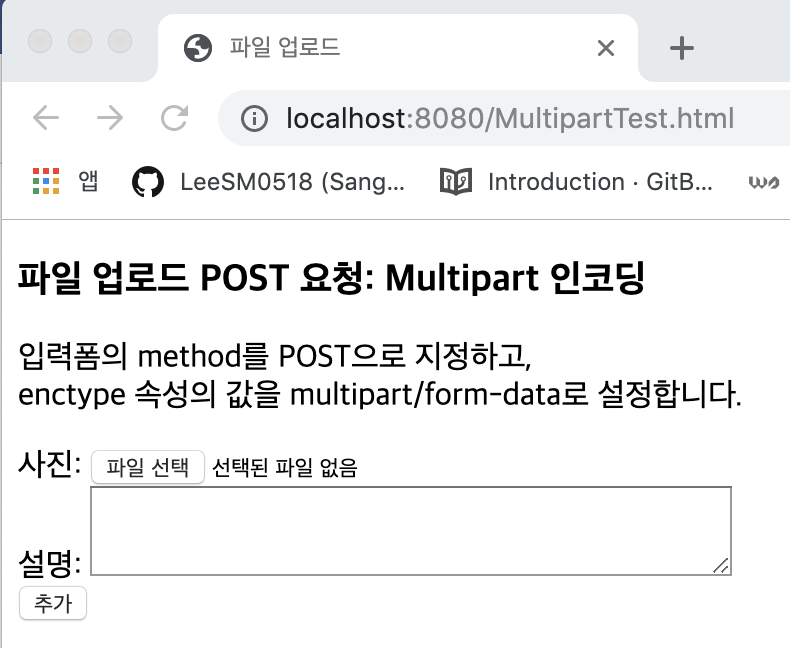 파일 업로드
localhost:8080/MultipartTest.html
앱 LeeSM0518 (Sang... Introduction · GitB...
파일 업로드 POST 요청: Multipart 인코딩
입력폼의 method를 POST으로 지정하고,
enctype 속성의 값을 multipart/form-data로 설정합니다.
사진: 파일 선택 선택된 파일 없음
설명:
추가